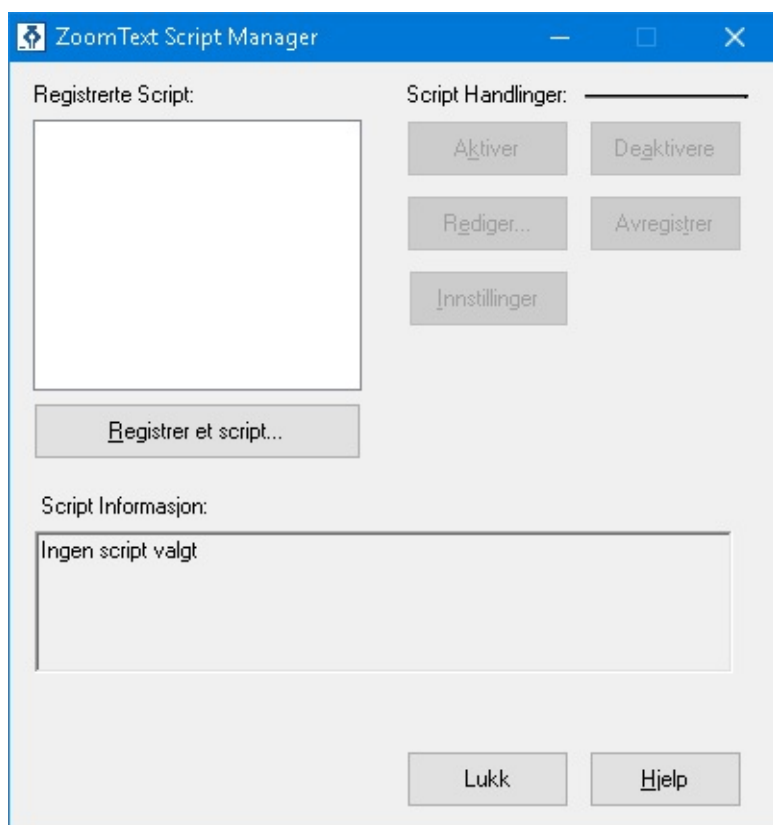 ZoomText Script Manager
Registrerte Script:
Script Handlinger:
Aktiver
Deaktivere
Rediger...
Avregistrer
Innstillinger
Registrer et script...
Script Informasjon:
Ingen script valgt
Lukk
Hjelp